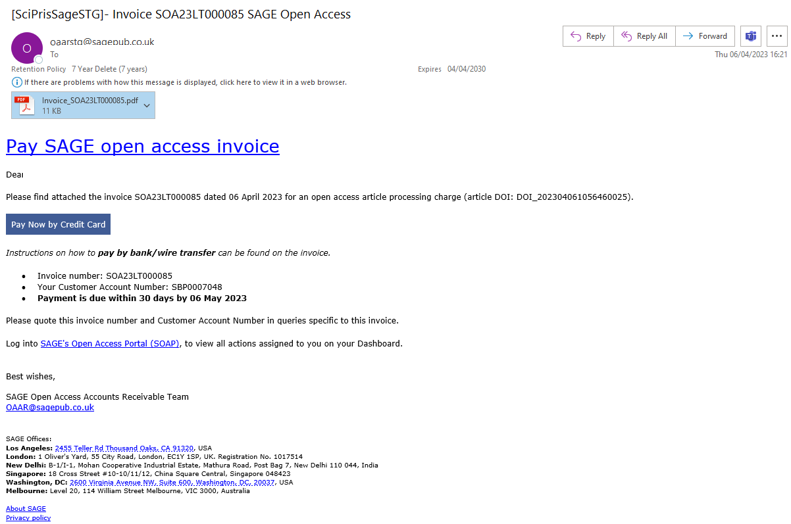 [SciPrisSageSTG]- Invoice SOA23LT000085 SAGE Open Access
O
oaarstg@sagepub.co.uk
To
Reply
Reply All
Forward
Thu 06/04/2023 16:21
Retention Policy 7 Year Delete (7 years)
Expires 04/04/2030
If there are problems with how this message is displayed, click here to view it in a web browser.
PDF
Invoice_SOA23LT000085.pdf
11 KB
Pay SAGE open access invoice
Dear
Please find attached the invoice SOA23LT000085 dated 06 April 2023 for an open access article processing charge (article DOI: DOI_202304061056460025).
Pay Now by Credit Card
Instructions on how to pay by bank/wire transfer can be found on the invoice.
• Invoice number: SOA23LT000085
• Your Customer Account Number: SBP0007048
• Payment is due within 30 days by 06 May 2023
Please quote this invoice number and Customer Account Number in queries specific to this invoice.
Log into SAGE's Open Access Portal (SOAP), to view all actions assigned to you on your Dashboard.
Best wishes,
SAGE Open Access Accounts Receivable Team
OAAR@sagepub.co.uk
SAGE Offices:
Los Angeles: 2455 Teller Rd Thousand Oaks, CA 91320, USA
London: 1 Oliver's Yard, 55 City Road, London, EC1Y 1SP, UK. Registration No. 1017514
New Delhi: B-1/I-1, Mohan Cooperative Industrial Estate, Mathura Road, Post Bag 7, New Delhi 110 044, India
Singapore: 18 Cross Street #10-10/11/12, China Square Central, Singapore 048423
Washington, DC: 2600 Virginia Avenue NW, Suite 600, Washington, DC, 20037, USA
Melbourne: Level 20, 114 William Street Melbourne, VIC 3000, Australia
About SAGE
Privacy policy